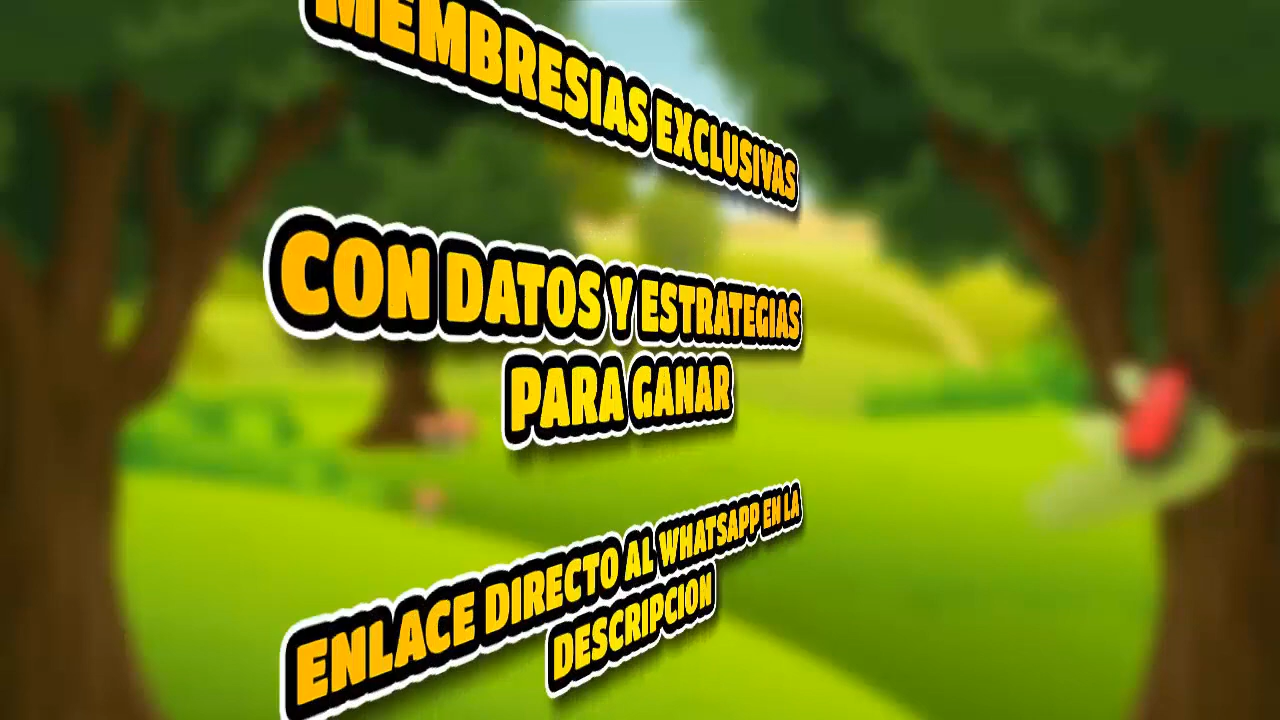 MEMBRESIAS EXCLUSIVAS
CON DATOS Y ESTRATEGIAS
PARA GANAR
ENLACE DIRECTO AL WHATSAPP EN LA
DESCRIPCION